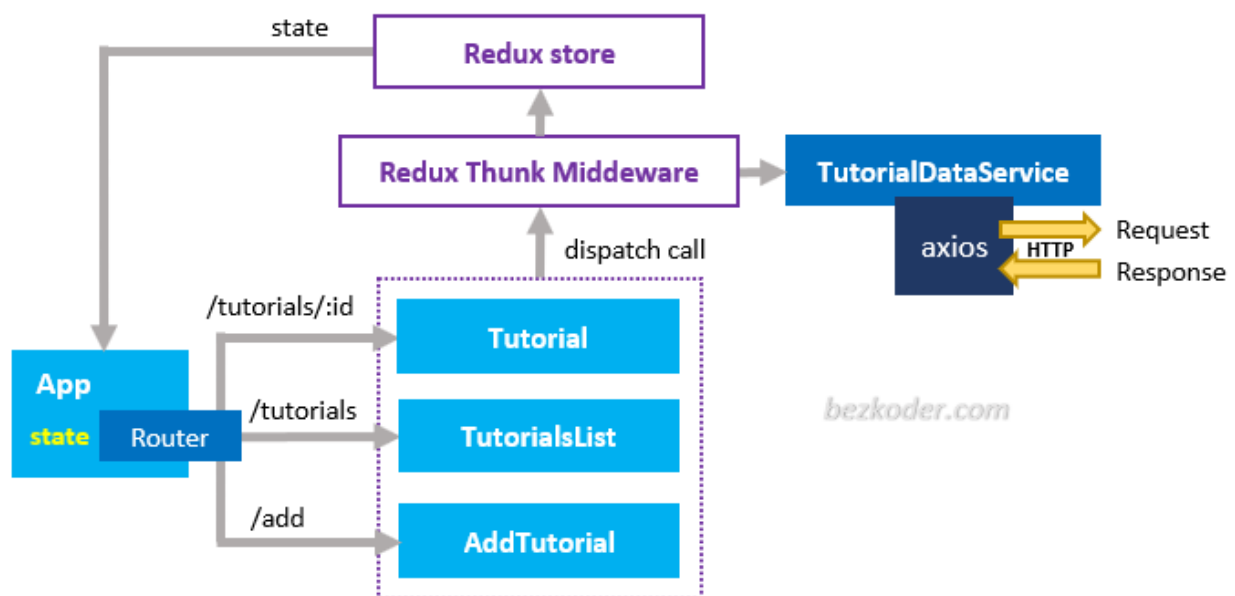 state
Redux store
Redux Thunk Middeware
TutorialDataService
axios
HTTP
Request
Response
dispatch call
/tutorials/:id
Tutorial
App
state
Router
/tutorials
TutorialsList
bezkoder.com
/add
AddTutorial